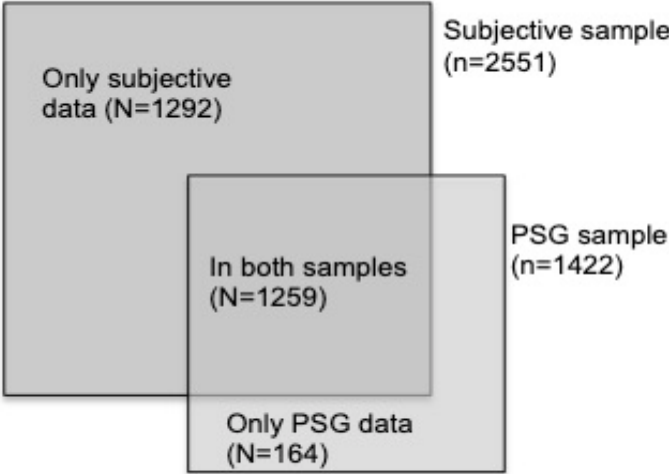 Subjective sample
(n=2551)
Only subjective
data (N=1292)
PSG sample
(n=1422)
In both samples
(N=1259)
Only PSG data
(N=164)